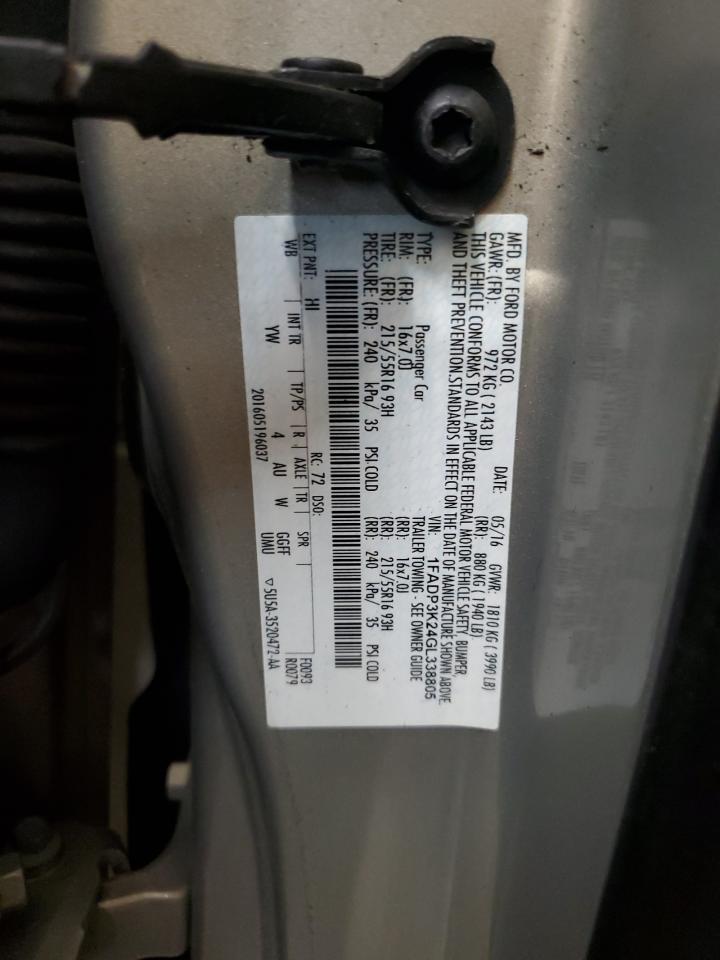 MFD. BY FORD MOTOR CO. DATE: 05/16 GVWR: 1810 KG ( 3990 LB)
GAWR: (FR): 972 KG ( 2143 LB) (RR): 880 KG ( 1940 LB)
THIS VEHICLE CONFORMS TO ALL APPLICABLE FEDERAL MOTOR VEHICLE SAFETY, BUMPER,
AND THEFT PREVENTION STANDARDS IN EFFECT ON THE DATE OF MANUFACTURE SHOWN ABOVE.
VIN: 1FADP3K24GL338805
TYPE: Passenger Car TRAILER TOWING - SEE OWNER GUIDE
RIM: (FR): 16x7.0J (RR): 16x7.0J
TIRE: (FR): 215/55R16 93H (RR): 215/55R16 93H
PRESSURE: (FR): 240 kPa/ 35 PSI.COLD (RR): 240 kPa/ 35 PSI COLD
EXT PNT: HI RC: 72 DSO: F0093
WB INT TR TP/PS R AXLE TR SPR R0079
YW 4 AU W GGFF
201605196037 UMU ▽5U5A-3520472-AA